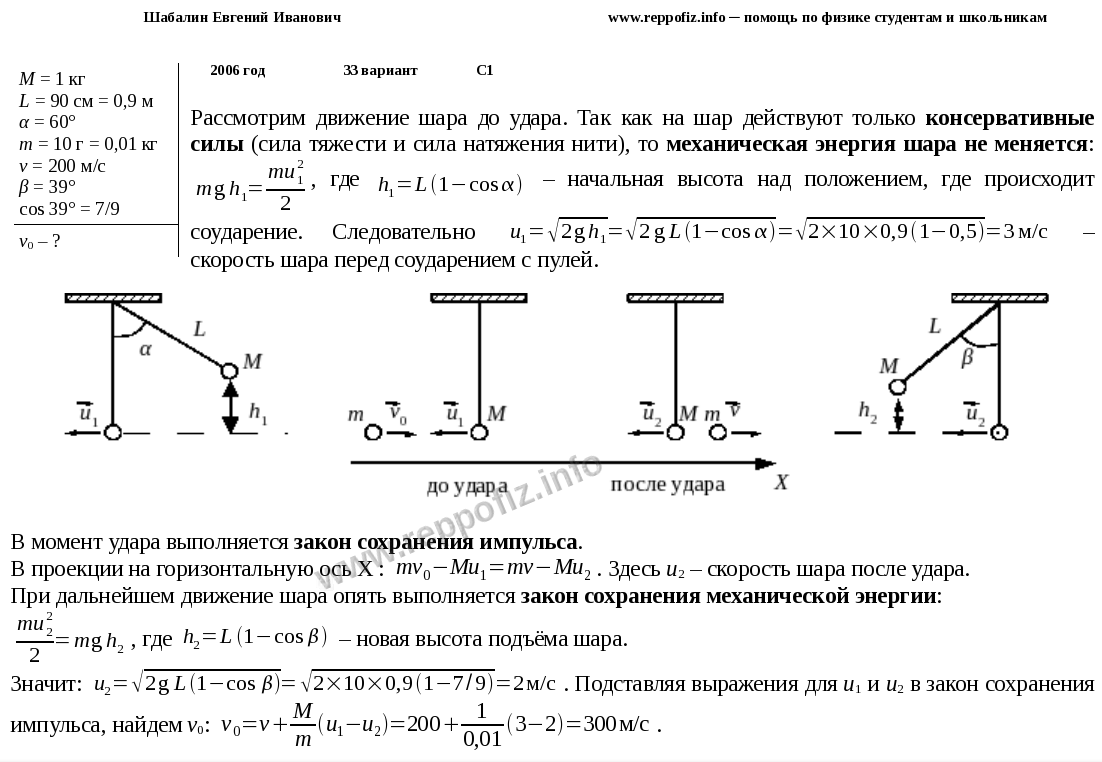 Шабалин Евгений Иванович www.reppofiz.info — помощь по физике студентам и школьникам
2006 год 33 вариант С1
M = 1 кг
L = 90 см = 0,9 м
α = 60°
m = 10 г = 0,01 кг
v = 200 м/с
β = 39°
cos 39° = 7/9
v₀ – ?
Рассмотрим движение шара до удара. Так как на шар действуют только консервативные
силы (сила тяжести и сила натяжения нити), то механическая энергия шара не меняется:
mgh₁=mu₁²/2, где h₁=L(1−cosα) – начальная высота над положением, где происходит
соударение. Следовательно u₁=√(2gh₁)=√(2gL(1−cosα))=√(2×10×0,9(1−0,5))=3м/с –
скорость шара перед соударением с пулей.
α L M h₁ u₁
m v₀ u₁ M
u₂ M m v
L β M h₂ u₂
до удара после удара X
www.reppofiz.info
В момент удара выполняется закон сохранения импульса.
В проекции на горизонтальную ось X : mv₀−Mu₁=mv−Mu₂ . Здесь u₂ – скорость шара после удара.
При дальнейшем движение шара опять выполняется закон сохранения механической энергии:
mu₂²/2=mgh₂ , где h₂=L(1−cos β) – новая высота подъёма шара.
Значит: u₂=√(2gL(1−cos β))=√(2×10×0,9(1−7/9))=2м/с . Подставляя выражения для u₁ и u₂ в закон сохранения
импульса, найдем v₀: v₀=v+M/m(u₁−u₂)=200+1/0,01(3−2)=300м/с .